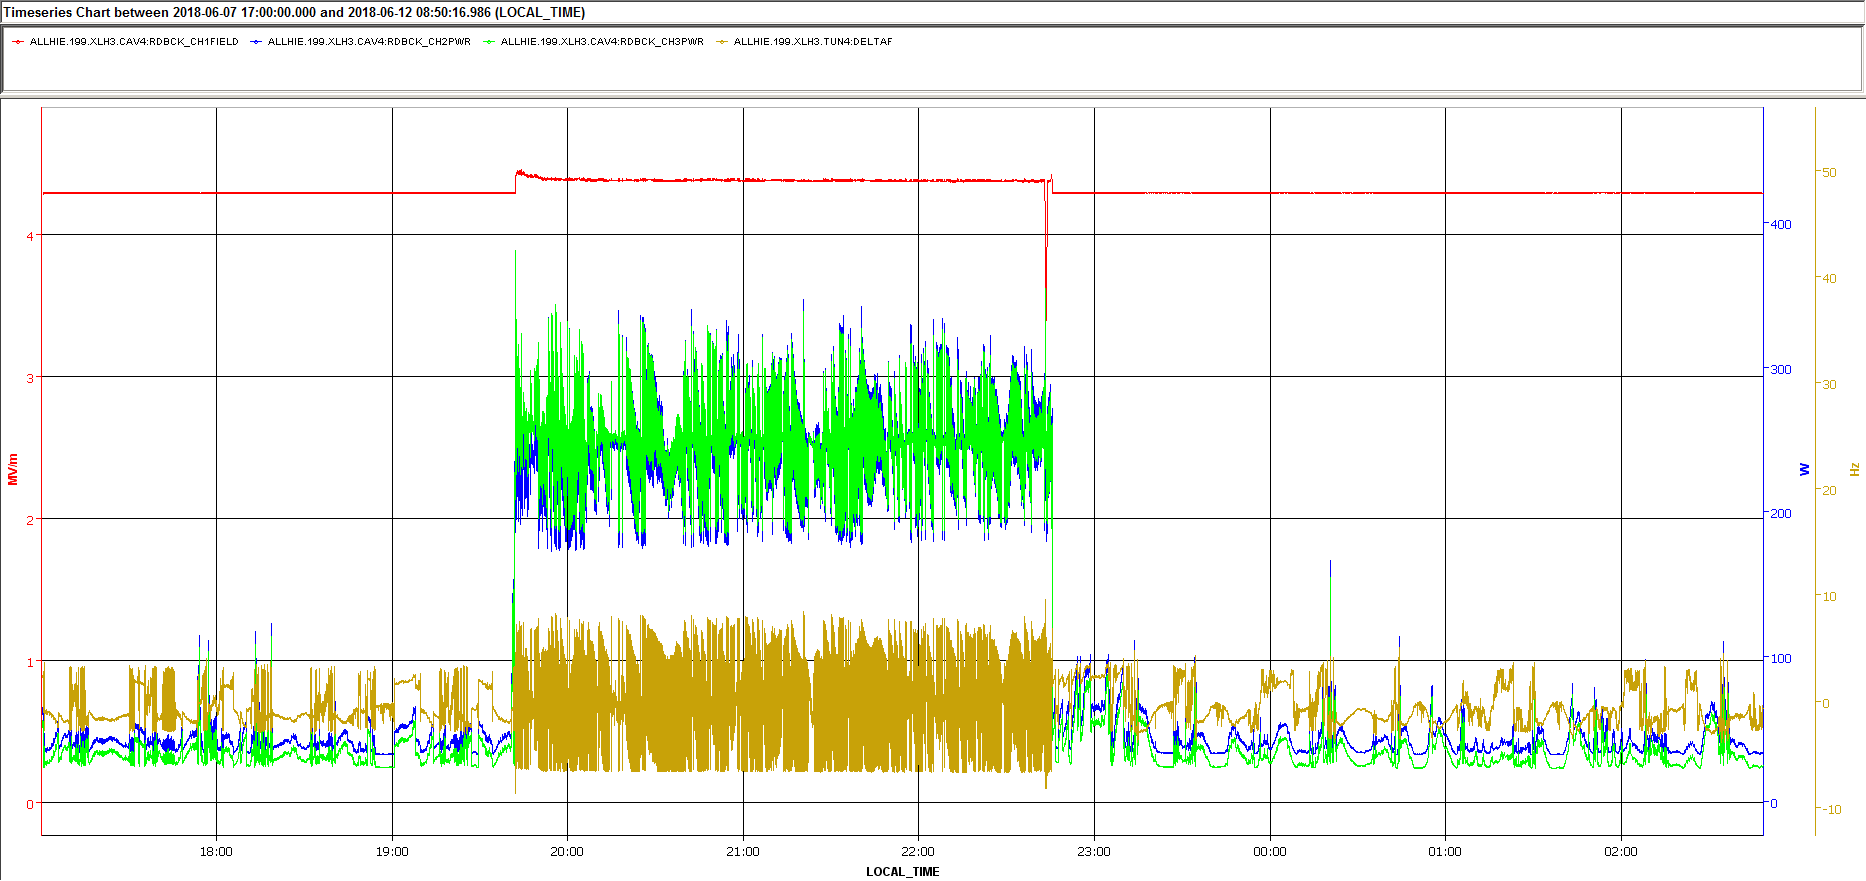 Timeseries Chart between 2018-06-07 17:00:00.000 and 2018-06-12 08:50:16.986 (LOCAL_TIME)
ALLHIE.199.XLH3.CAV4:RDBCK_CH1FIELD ALLHIE.199.XLH3.CAV4:RDBCK_CH2PWR ALLHIE.199.XLH3.CAV4:RDBCK_CH3PWR ALLHIE.199.XLH3.TUN4:DELTAF
MV/m
4
3
2
1
0
W
400
300
200
100
0
Hz
50
40
30
20
10
0
-10
18:00 19:00 20:00 21:00 22:00 23:00 00:00 01:00 02:00
LOCAL_TIME